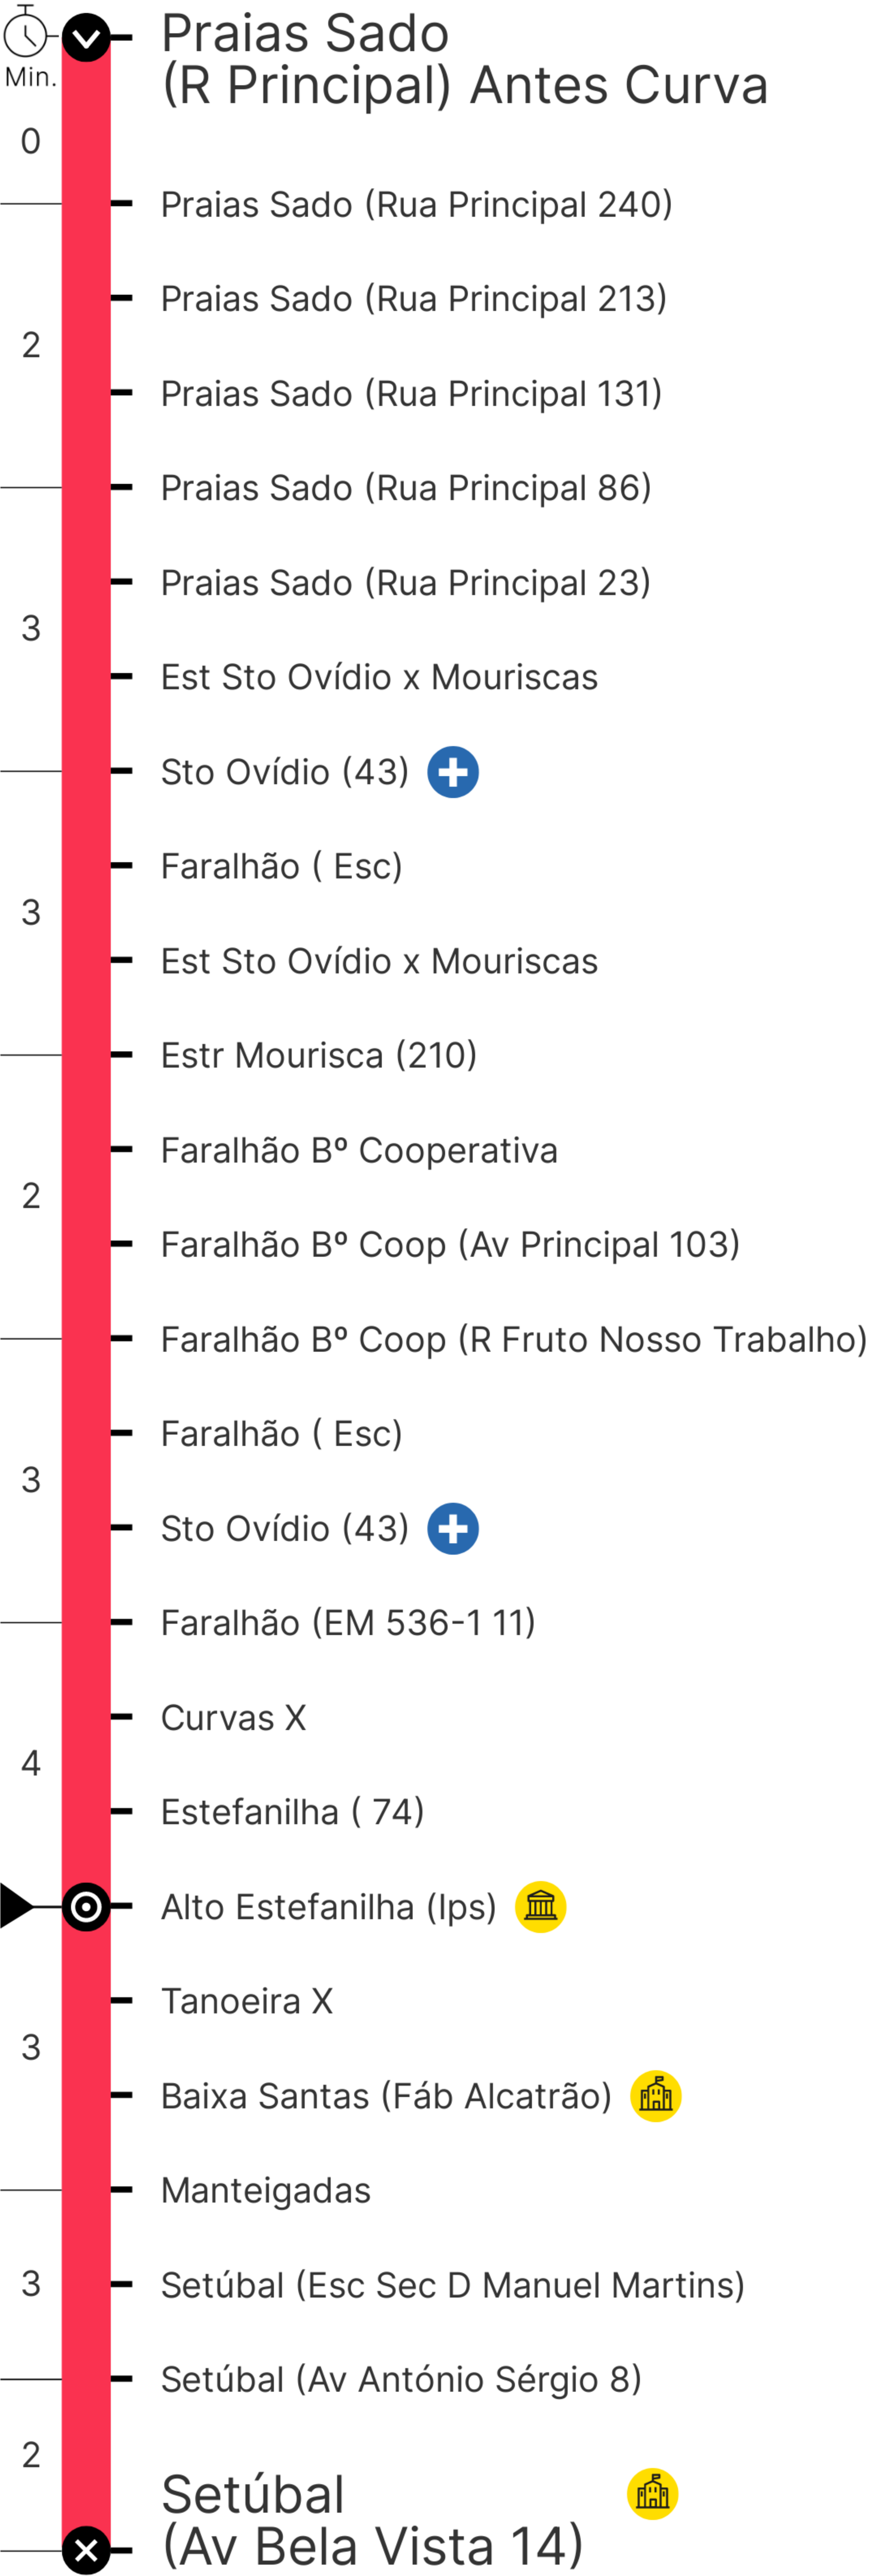 Praias Sado
(R Principal) Antes Curva
Min.
0
Praias Sado (Rua Principal 240)
Praias Sado (Rua Principal 213)
2
Praias Sado (Rua Principal 131)
Praias Sado (Rua Principal 86)
Praias Sado (Rua Principal 23)
3
Est Sto Ovídio x Mouriscas
Sto Ovídio (43)
Faralhão ( Esc)
3
Est Sto Ovídio x Mouriscas
Estr Mourisca (210)
Faralhão Bº Cooperativa
2
Faralhão Bº Coop (Av Principal 103)
Faralhão Bº Coop (R Fruto Nosso Trabalho)
Faralhão ( Esc)
3
Sto Ovídio (43)
Faralhão (EM 536-1 11)
Curvas X
4
Estefanilha ( 74)
Alto Estefanilha (Ips)
Tanoeira X
3
Baixa Santas (Fáb Alcatrão)
Manteigadas
3
Setúbal (Esc Sec D Manuel Martins)
Setúbal (Av António Sérgio 8)
2
Setúbal
(Av Bela Vista 14)